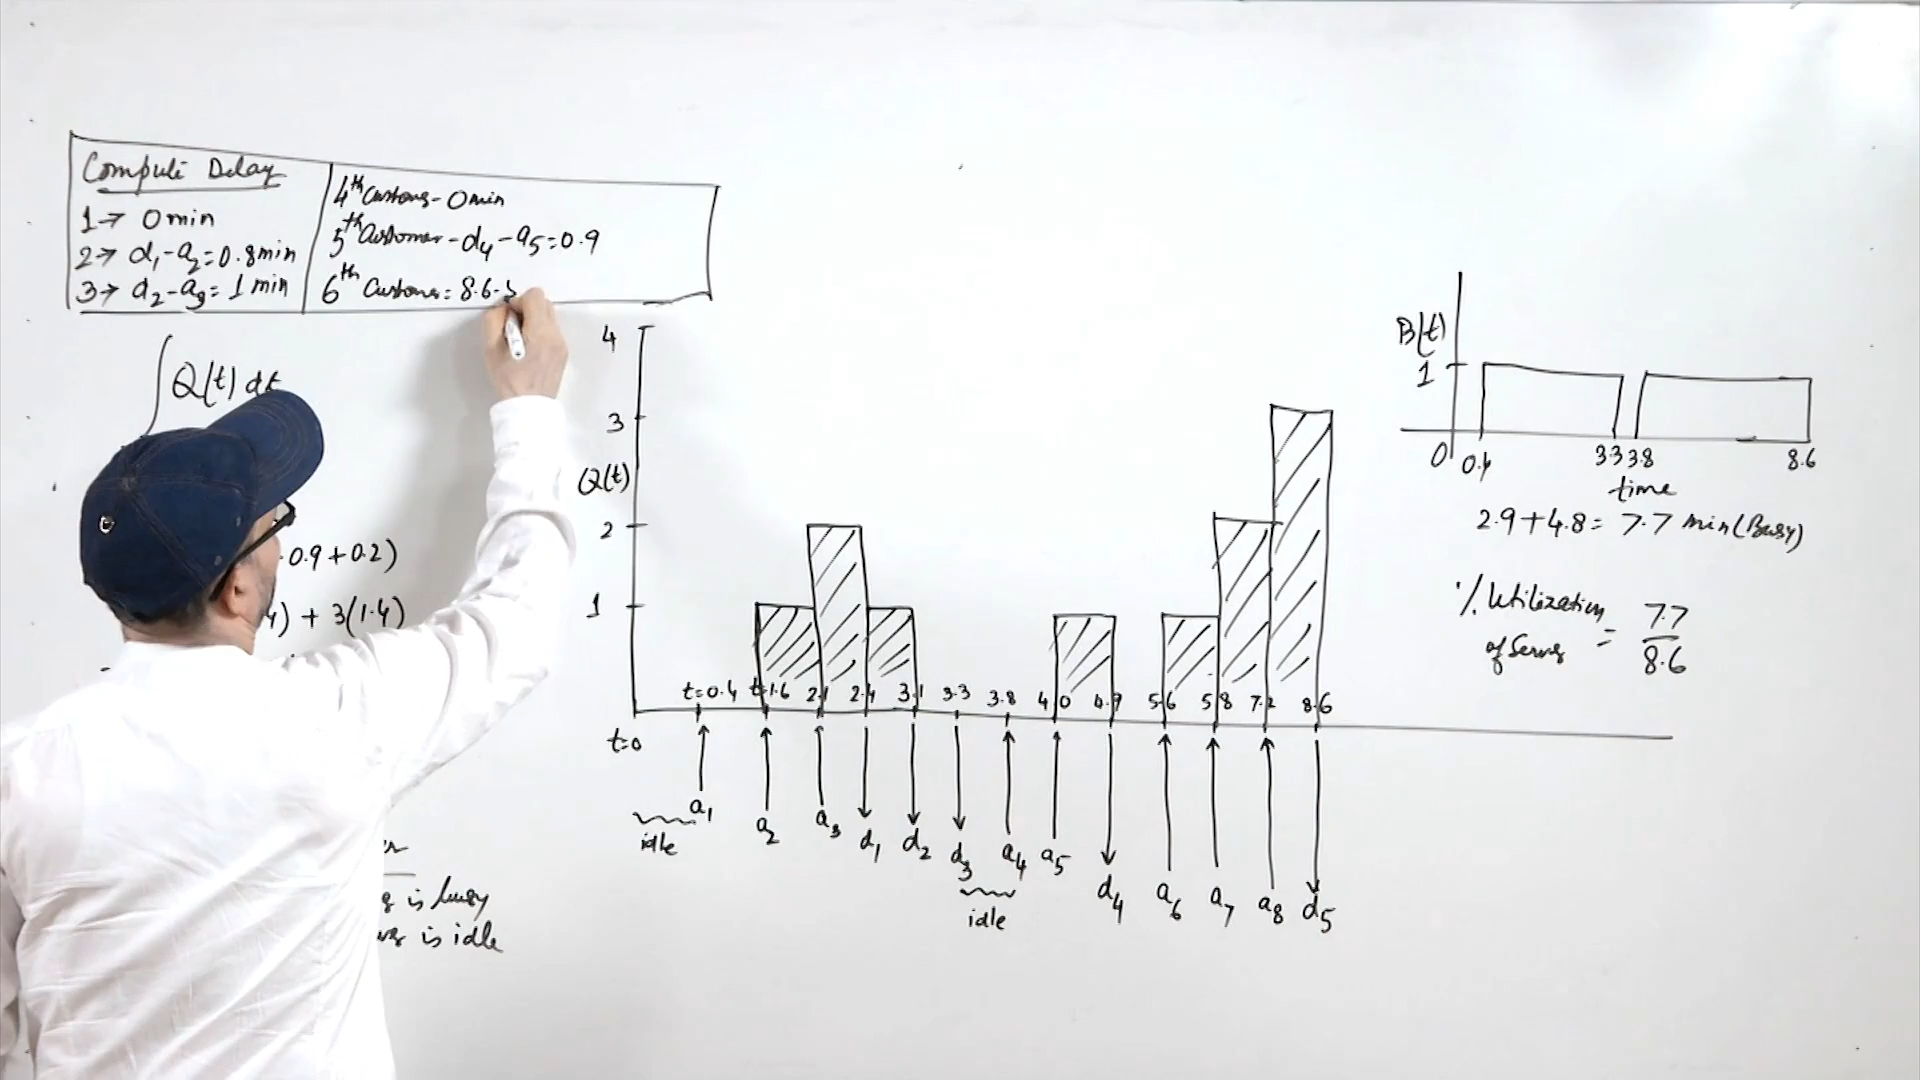 Compute Delay
1→ 0 min
2→ d₁-a₂=0.8min
3→ d₂-a₃= 1 min
4th Customer- 0min
5th Customer- d₄-a₅=0.9
6th Customer= 8.6-5
∫ Q(t) dt
0.9+0.2)
4) + 3(1.4)
is busy
is idle
4
3
Q(t)
2
1
t=0.4 t=1.6 2.1 2.4 3.1 3.3 3.8 4.0 4.9 5.6 5.8 7.2 8.6
t=0
a₁ a₂ a₃ d₁ d₂ d₃ a₄ a₅ d₄ a₆ a₇ a₈ d₅
idle
idle
B(t)
1
0 0.4 3.3 3.8 8.6
time
2.9+4.8= 7.7 min(Busy)
% Utilization
of Server = 7.7
8.6